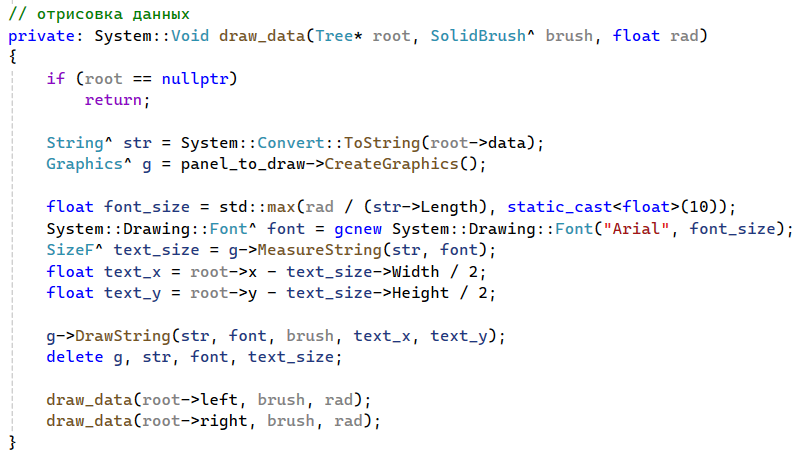 // отрисовка данных
private: System::Void draw_data(Tree* root, SolidBrush^ brush, float rad)
{
    if (root == nullptr)
        return;

    String^ str = System::Convert::ToString(root->data);
    Graphics^ g = panel_to_draw->CreateGraphics();

    float font_size = std::max(rad / (str->Length), static_cast<float>(10));
    System::Drawing::Font^ font = gcnew System::Drawing::Font("Arial", font_size);
    SizeF^ text_size = g->MeasureString(str, font);
    float text_x = root->x - text_size->Width / 2;
    float text_y = root->y - text_size->Height / 2;

    g->DrawString(str, font, brush, text_x, text_y);
    delete g, str, font, text_size;

    draw_data(root->left, brush, rad);
    draw_data(root->right, brush, rad);
}